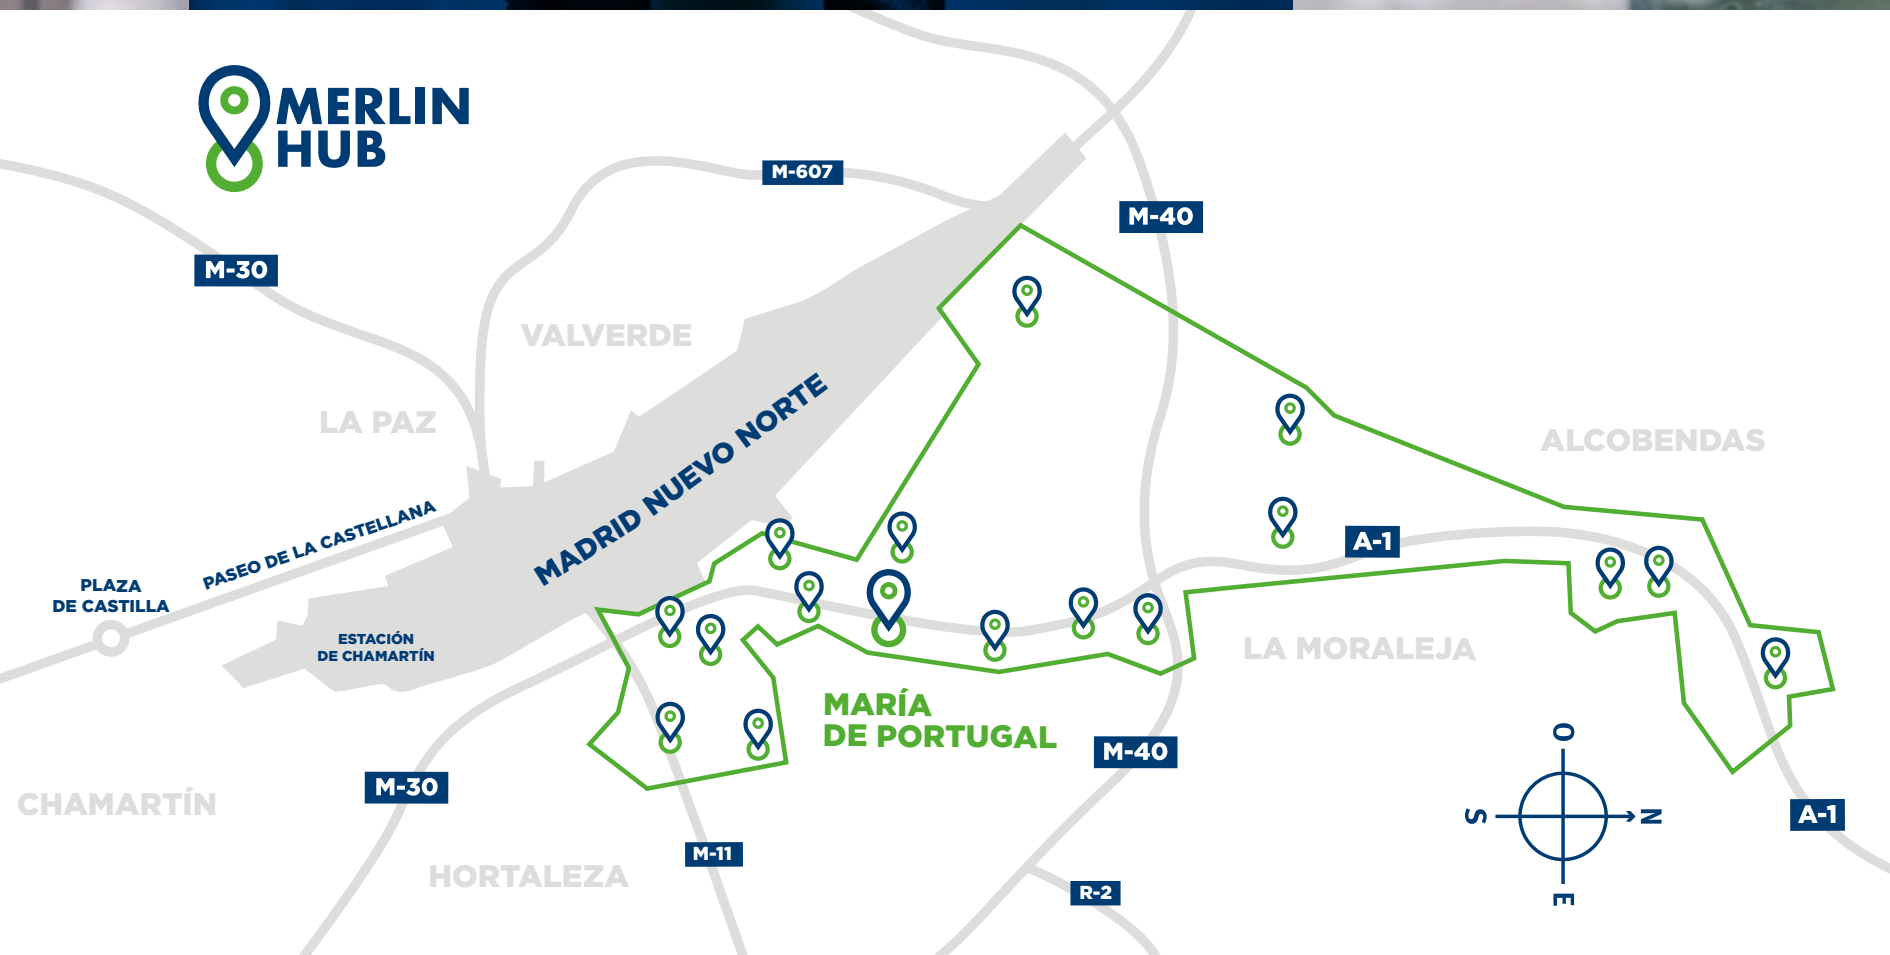 MERLIN
HUB
M-607
M-40
M-30
VALVERDE
LA PAZ
MADRID NUEVO NORTE
ALCOBENDAS
PASEO DE LA CASTELLANA
A-1
PLAZA
DE CASTILLA
ESTACIÓN
DE CHAMARTÍN
LA MORALEJA
MARÍA
DE PORTUGAL
M-40
M-30
CHAMARTÍN
HORTALEZA
M-11
R-2
O
S
N
E
A-1